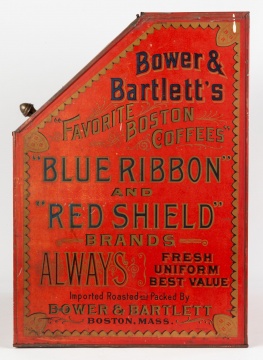 Bower &
Bartlett's
"FAVORITE BOSTON
COFFEES"
"BLUE RIBBON"
AND
"RED SHIELD"
BRANDS
ALWAYS FRESH
UNIFORM
BEST VALUE
Imported Roasted and Packed By
BOWER & BARTLETT
BOSTON, MASS.